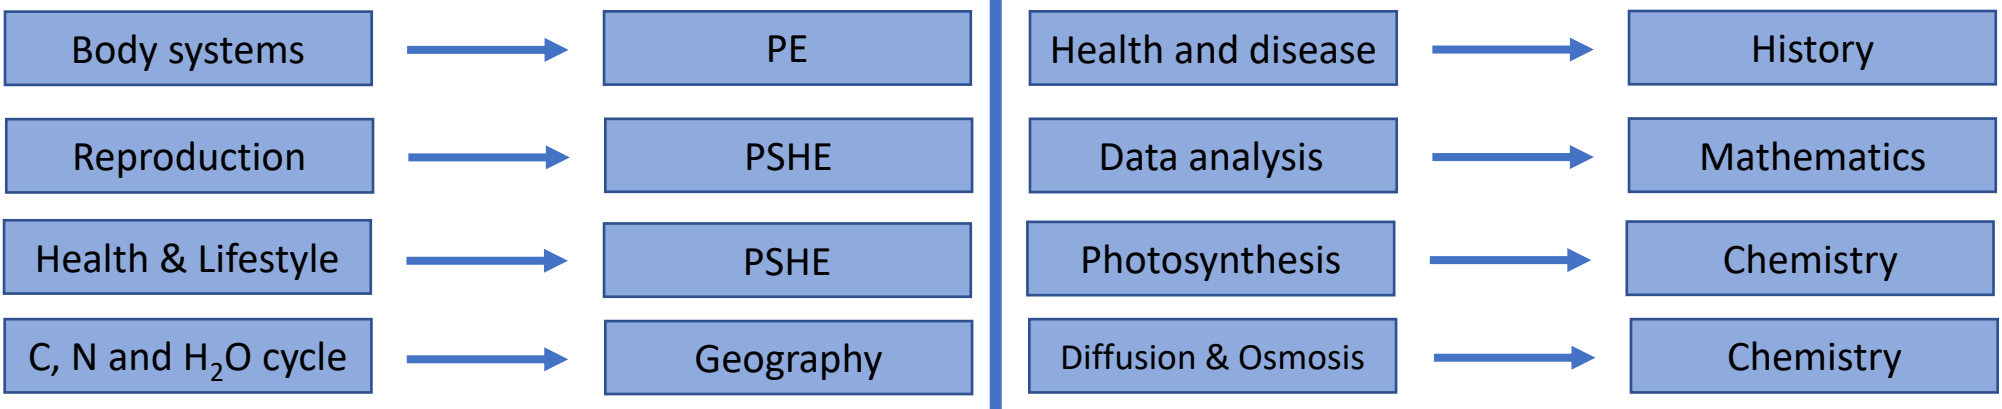 Body systems
PE
Reproduction
PSHE
Health & Lifestyle
PSHE
C, N and H₂O cycle
Geography
Health and disease
History
Data analysis
Mathematics
Photosynthesis
Chemistry
Diffusion & Osmosis
Chemistry